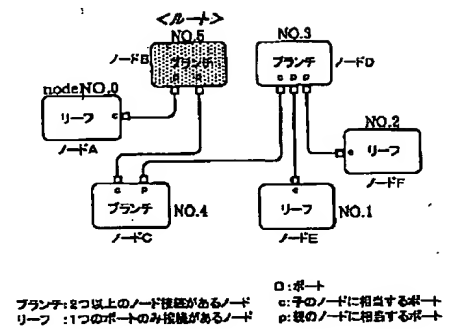 <ルート>
NO.5
NO.3
ノードB
ブランチ
P P
ブランチ
c p p
ノードD
nodeNO.0
リーフ c
ノードA
NO.2
c リーフ
ノードF
c p
ブランチ
NO.4
ノードC
c
リーフ
NO.1
ノードE
ブランチ:2つ以上のノード接続があるノード
リーフ :1つのポートのみ接続があるノード
□:ポート
c:子のノードに相当するポート
p:親のノードに相当するポート